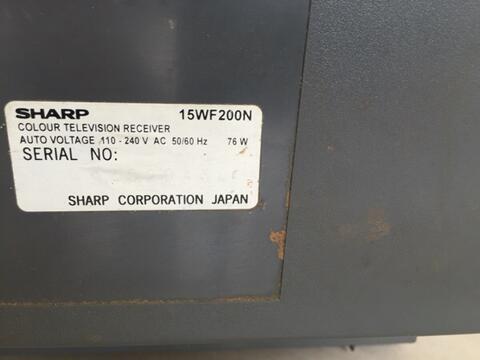 SHARP 15WF200N
COLOUR TELEVISION RECEIVER
AUTO VOLTAGE 110 - 240 V AC 50/60 Hz 76 W
SERIAL NO:
SHARP CORPORATION JAPAN